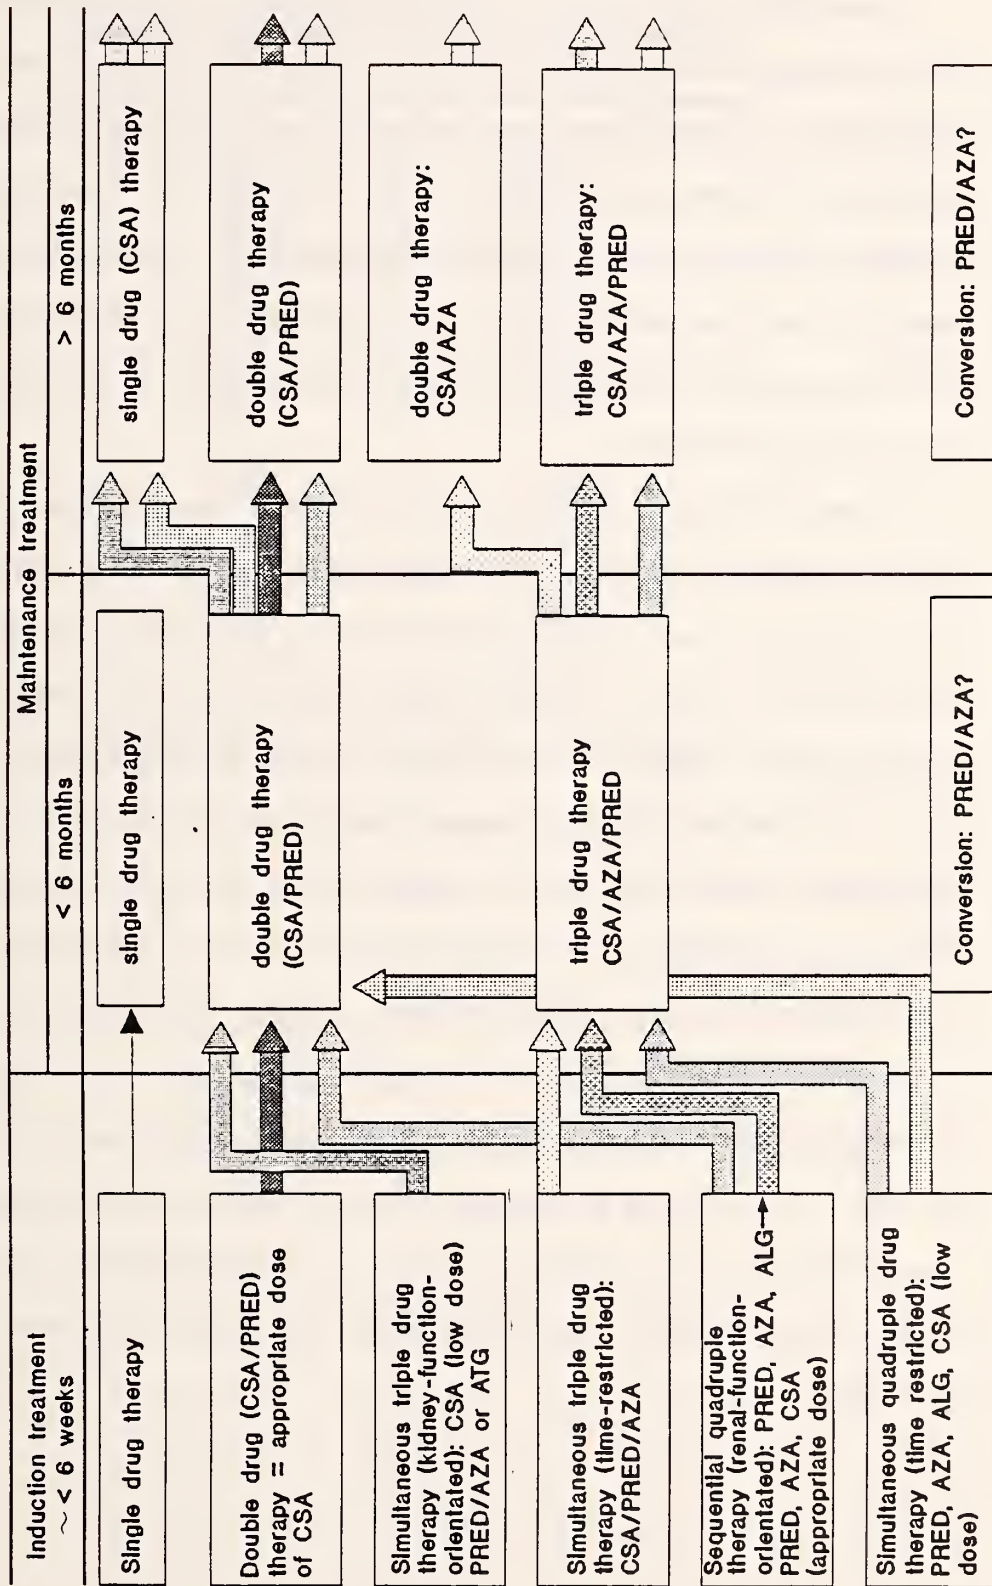 Induction treatment
~ < 6 weeks
Maintenance treatment
< 6 months
> 6 months
Single drug therapy
single drug therapy
single drug (CSA) therapy
Double drug (CSA/PRED)
therapy = appropriate dose
of CSA
double drug therapy
(CSA/PRED)
double drug therapy
(CSA/PRED)
Simultaneous triple drug
therapy (kidney-function-
orientated): CSA (low dose)
PRED/AZA or ATG
double drug therapy:
CSA/AZA
Simultaneous triple drug
therapy (time-restricted):
CSA/PRED/AZA
triple drug therapy
CSA/AZA/PRED
triple drug therapy:
CSA/AZA/PRED
Sequential quadruple
therapy (renal-function-
orientated): PRED, AZA, ALG→
PRED, AZA, CSA
(appropriate dose)
Simultaneous quadruple drug
therapy (time restricted):
PRED, AZA, ALG, CSA (low
dose)
Conversion: PRED/AZA?
Conversion: PRED/AZA?